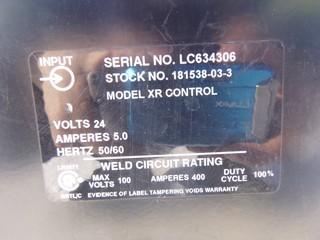 INPUT
SERIAL NO. LC634306
STOCK NO. 181538-03-3
MODEL XR CONTROL
VOLTS 24
AMPERES 5.0
HERTZ 50/60
WELD CIRCUIT RATING
MAX VOLTS 100 AMPERES 400 DUTY CYCLE 100%
EVIDENCE OF LABEL TAMPERING VOIDS WARRANTY